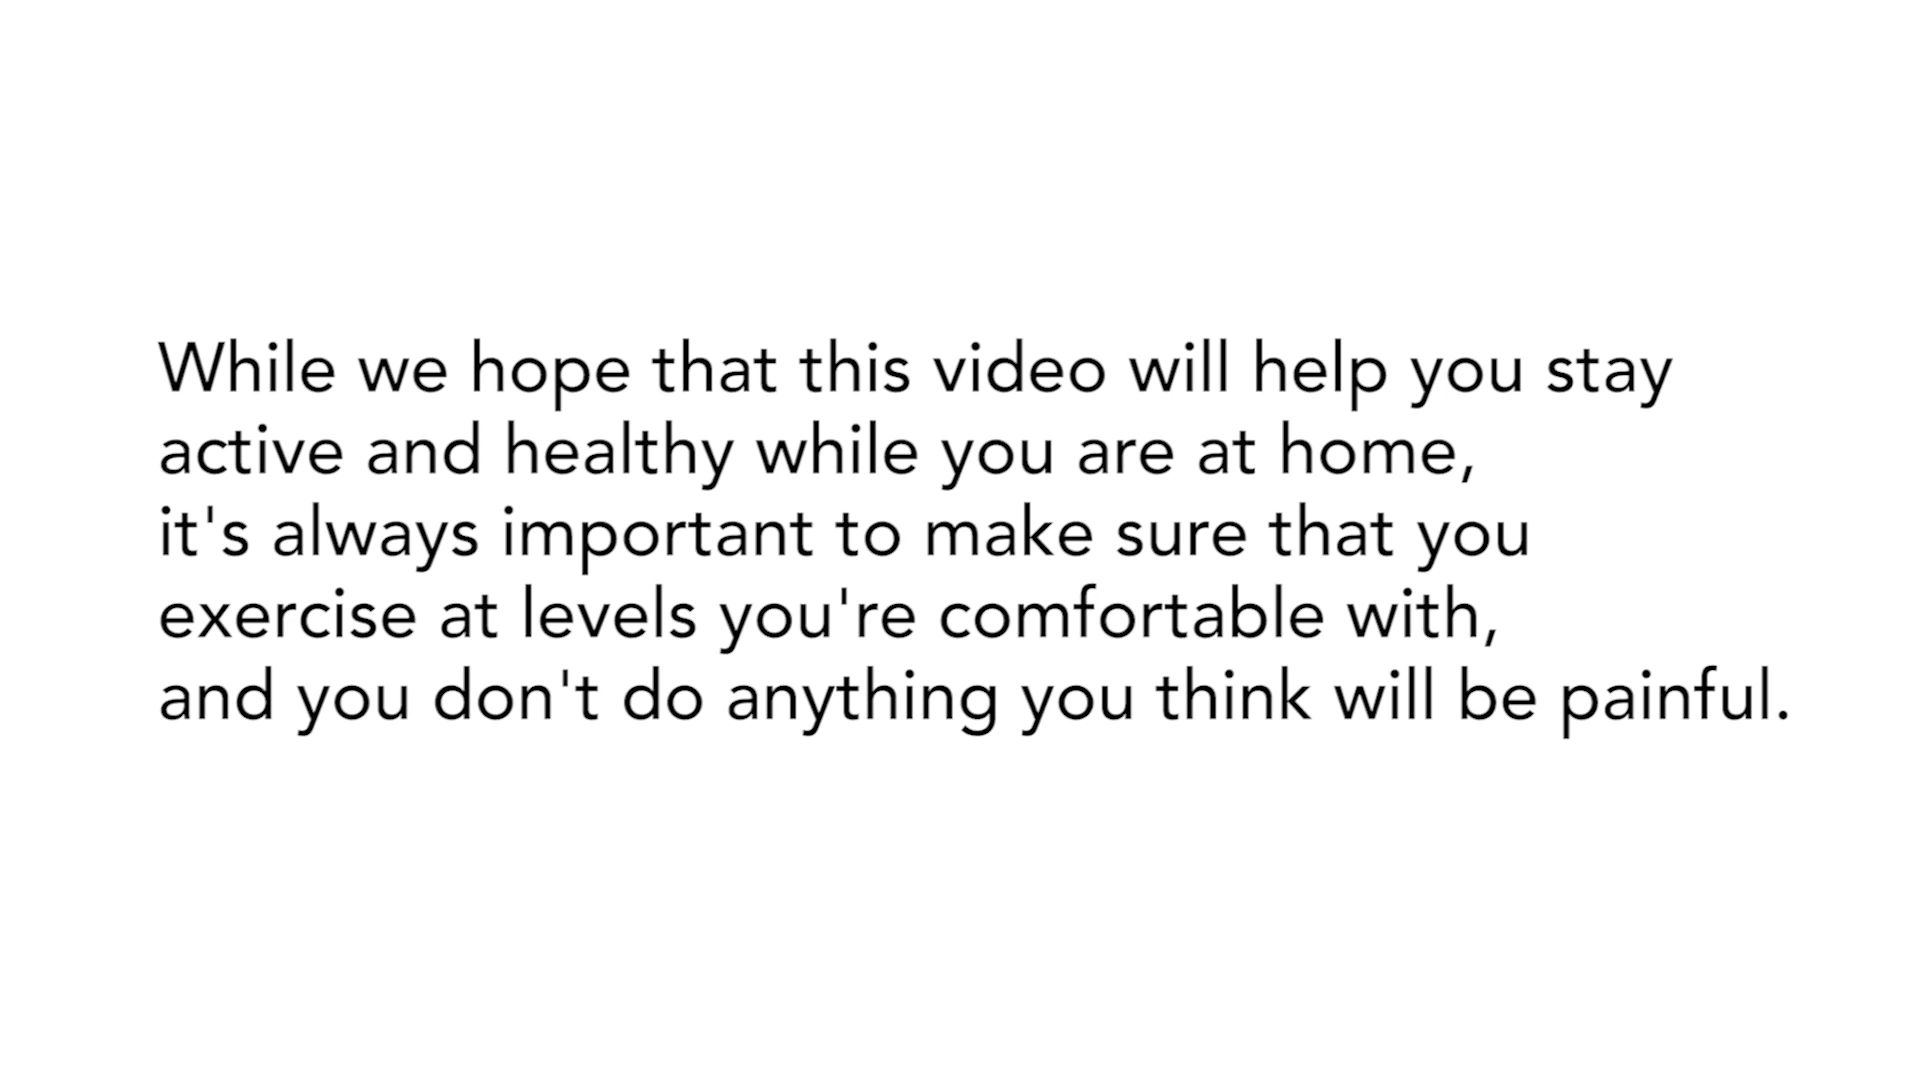 While we hope that this video will help you stay
active and healthy while you are at home,
it's always important to make sure that you
exercise at levels you're comfortable with,
and you don't do anything you think will be painful.